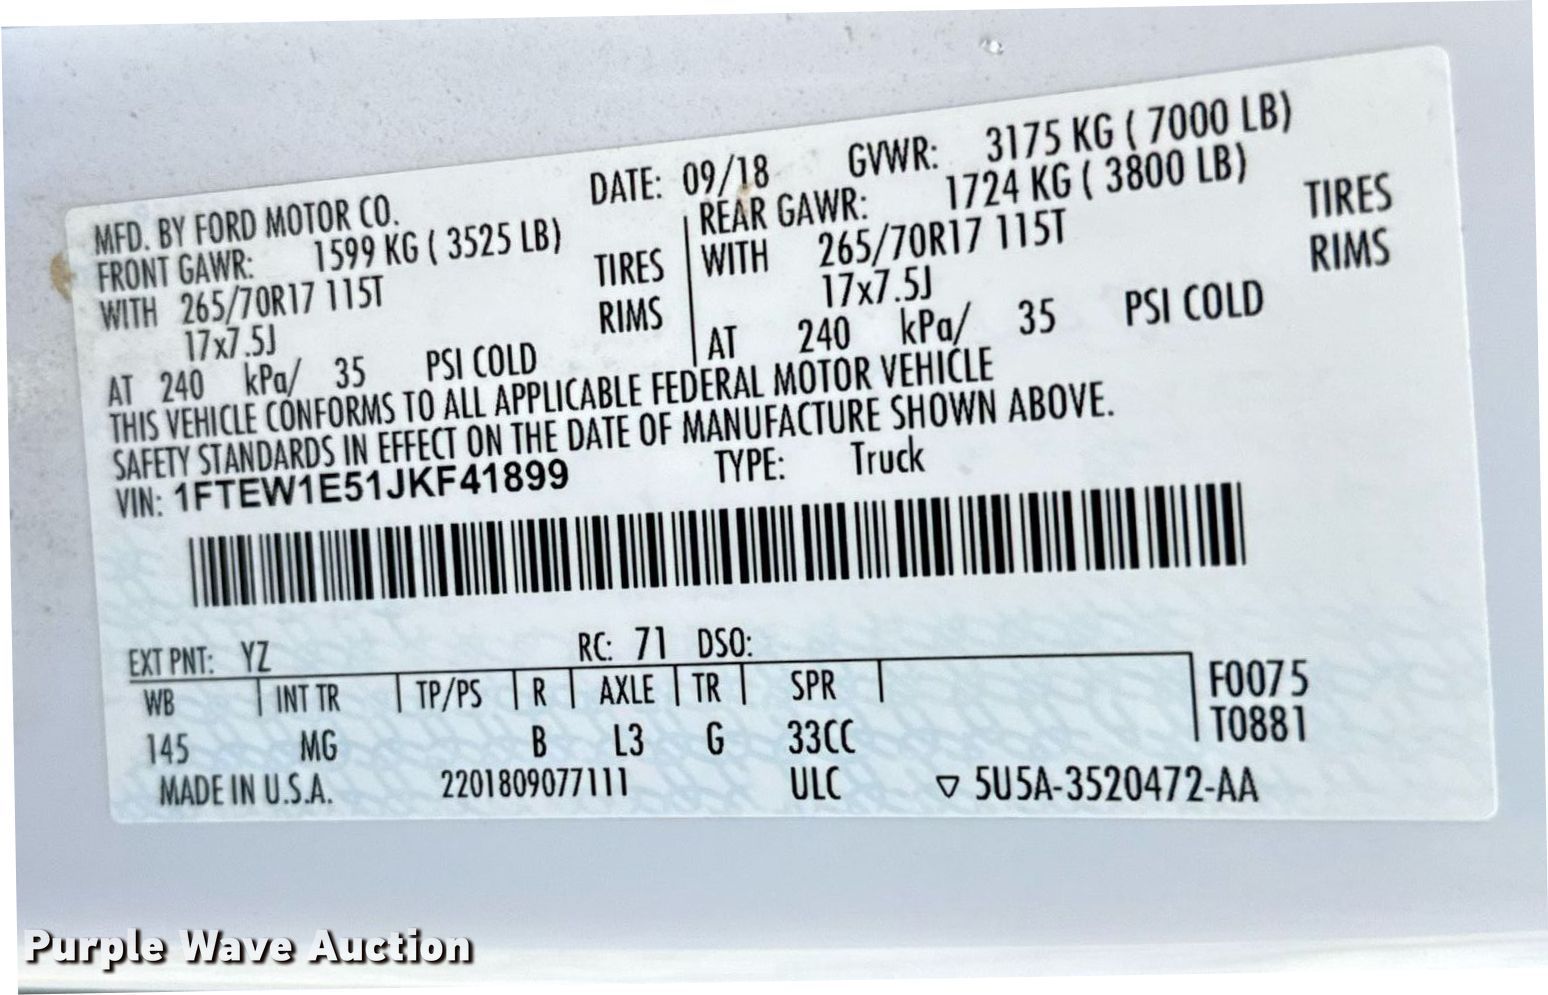 MFD. BY FORD MOTOR CO. DATE: 09/18 GVWR: 3175 KG ( 7000 LB)
FRONT GAWR: 1599 KG ( 3525 LB) REAR GAWR: 1724 KG ( 3800 LB)
WITH 265/70R17 115T TIRES WITH 265/70R17 115T TIRES
17x7.5J RIMS 17x7.5J RIMS
AT 240 kPa/ 35 PSI COLD AT 240 kPa/ 35 PSI COLD
THIS VEHICLE CONFORMS TO ALL APPLICABLE FEDERAL MOTOR VEHICLE
SAFETY STANDARDS IN EFFECT ON THE DATE OF MANUFACTURE SHOWN ABOVE.
VIN: 1FTEW1E51JKF41899 TYPE: Truck
EXT PNT: YZ RC: 71 DSO:
WB INT TR TP/PS R AXLE TR SPR F0075
145 MG B L3 G 33CC T0881
MADE IN U.S.A. 2201809077111 ULC ▽ 5U5A-3520472-AA
Purple Wave Auction